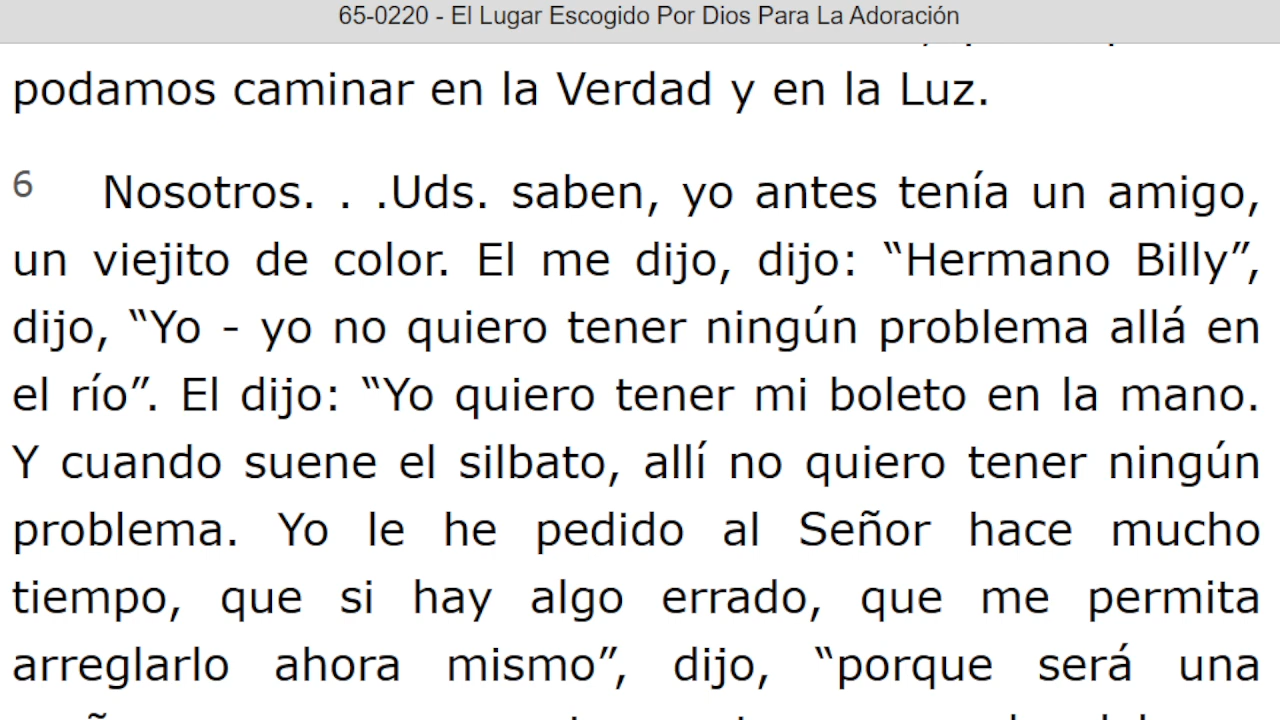 65-0220 - El Lugar Escogido Por Dios Para La Adoración
podamos caminar en la Verdad y en la Luz.
6 Nosotros. . .Uds. saben, yo antes tenía un amigo,
un viejito de color. El me dijo, dijo: “Hermano Billy”,
dijo, “Yo - yo no quiero tener ningún problema allá en
el río”. El dijo: “Yo quiero tener mi boleto en la mano.
Y cuando suene el silbato, allí no quiero tener ningún
problema. Yo le he pedido al Señor hace mucho
tiempo, que si hay algo errado, que me permita
arreglarlo ahora mismo”, dijo, “porque será una